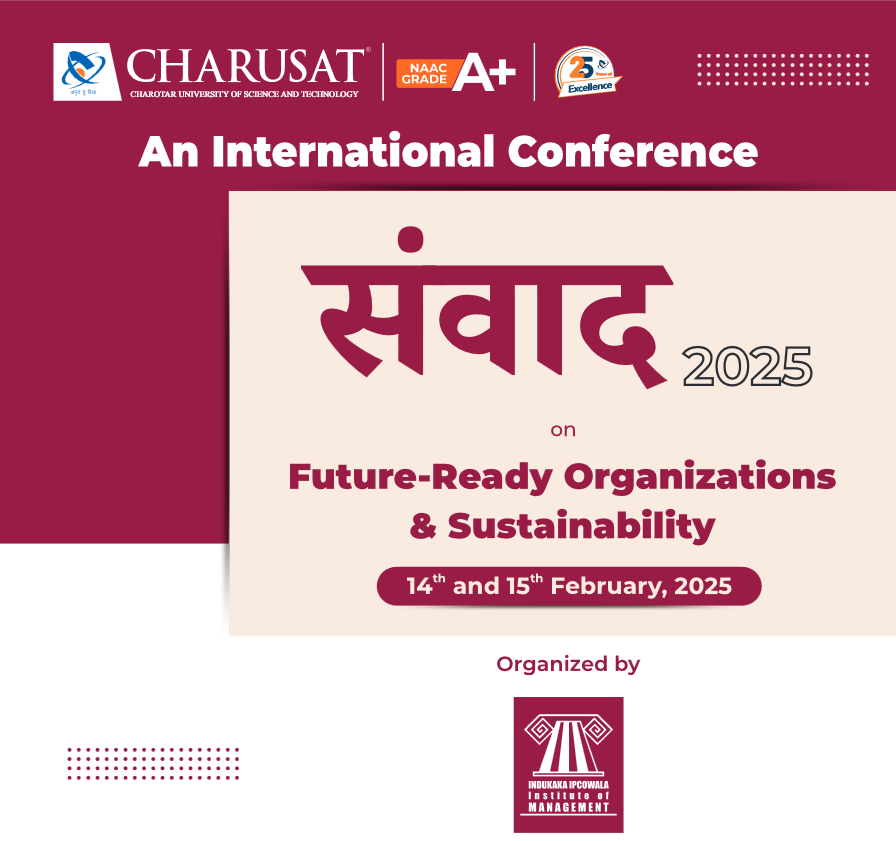 CHARUSAT®
CHAROTAR UNIVERSITY OF SCIENCE AND TECHNOLOGY
NAAC
GRADE
A+
25
Years of
Excellence
An International Conference
संवाद
2025
on
Future-Ready Organizations
& Sustainability
14th and 15th February, 2025
Organized by
INDUKAKA IPCOWALA
Institute of
MANAGEMENT